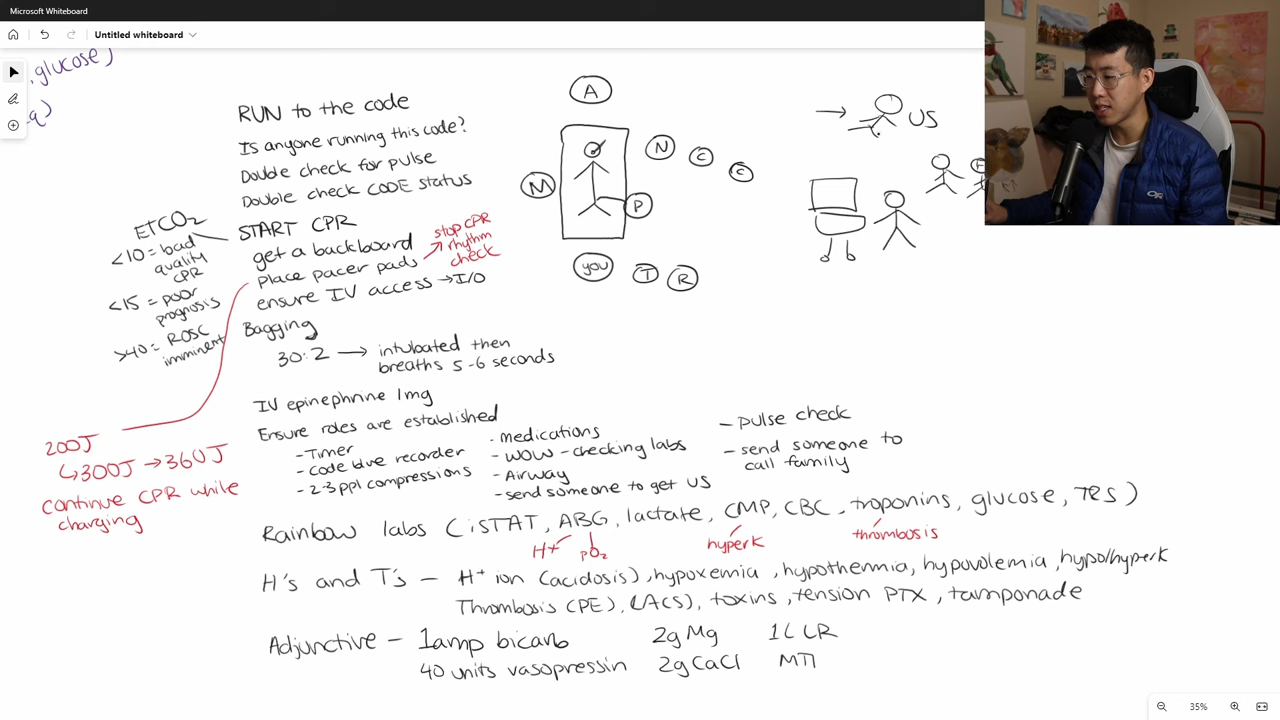 Microsoft Whiteboard
Untitled whiteboard
, glucose)
RUN to the code
Is anyone running this code?
Double check for pulse
Double check CODE status
START CPR
get a backboard
place pacer pads
ensure IV access → I/O
stop CPR
rhythm
check
ETCO2
<10 = bad
quality
CPR
<15 = poor
prognosis
>40 = ROSC
imminent
Bagging
30:2 → intubated then
breaths 5-6 seconds
IV epinephrine 1mg
Ensure roles are established
- Timer
- code blue recorder
- 2-3 ppl compressions
- Medications
- WOW - checking labs
- Airway
- send someone to get US
- pulse check
- send someone to
call family
200J
↳300J → 360J
continue CPR while
charging
Rainbow labs (iSTAT, ABG, lactate, CMP, CBC, troponins, glucose, T&S)
H+
pO2
hyperk
thrombosis
H's and T's - H+ ion (acidosis), hypoxemia, hypothermia, hypovolemia, hypo/hyperk
Thrombosis (PE), (ACS), toxins, tension PTX, tamponade
Adjunctive - 1amp bicarb 2g Mg 1L LR
40 units vasopressin 2g CaCl MTP
A
M
N
C
C
P
you
T
R
US
35%